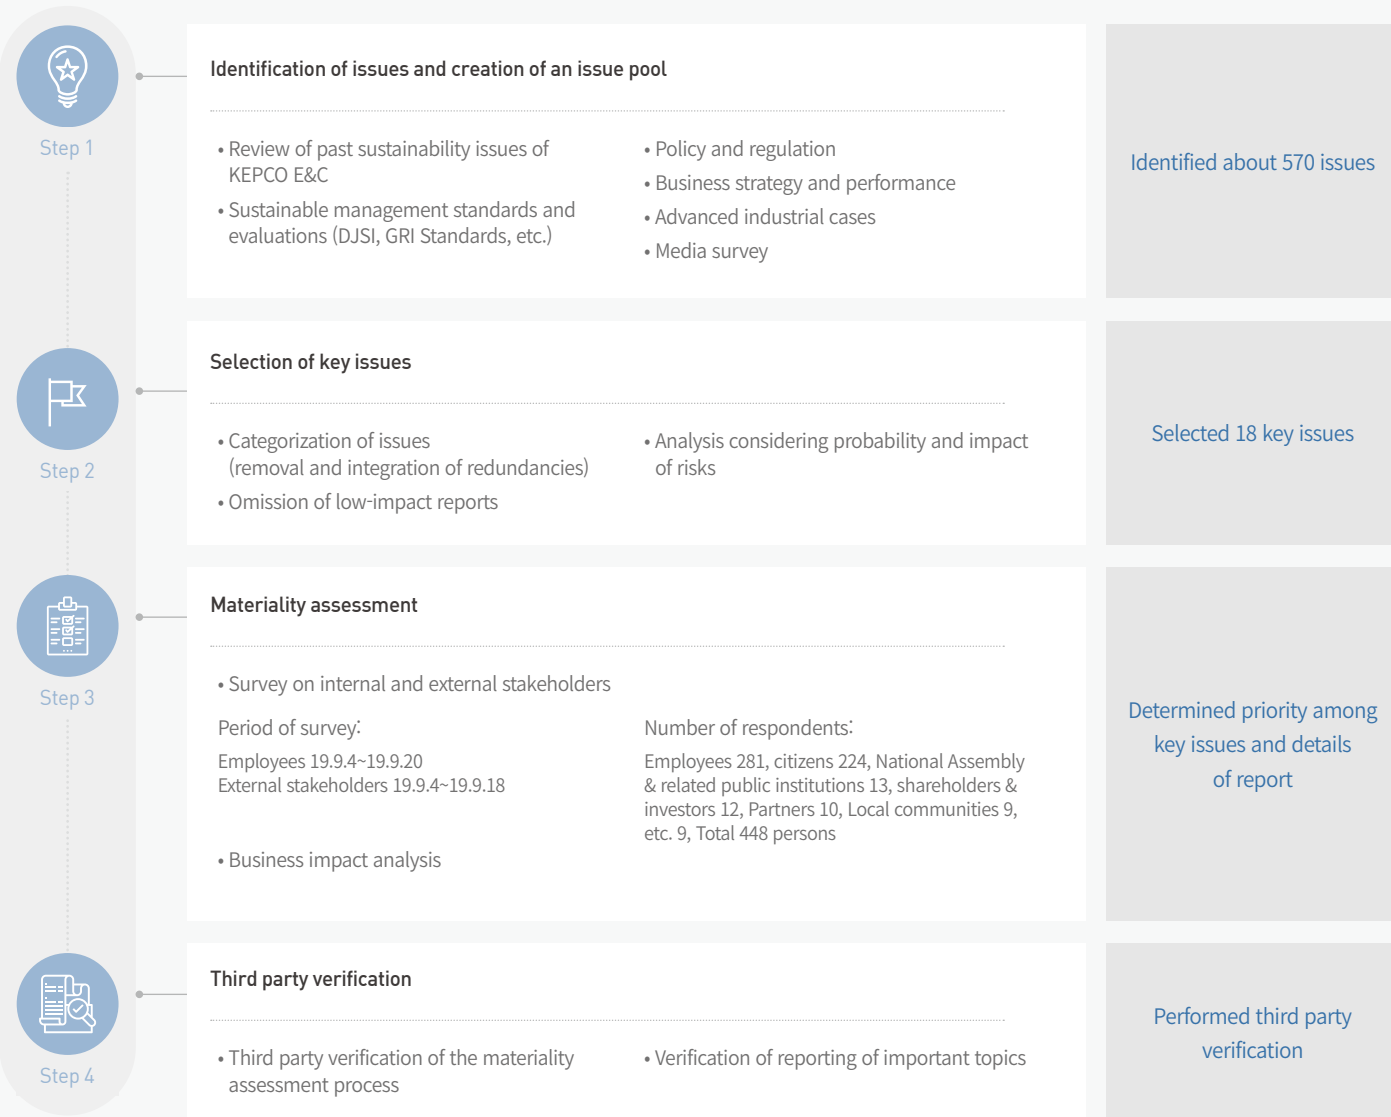 Step 1
Identification of issues and creation of an issue pool
• Review of past sustainability issues of
KEPCO E&C
• Sustainable management standards and
evaluations (DJSI, GRI Standards, etc.)
• Policy and regulation
• Business strategy and performance
• Advanced industrial cases
• Media survey
Identified about 570 issues
Step 2
Selection of key issues
• Categorization of issues
(removal and integration of redundancies)
• Omission of low-impact reports
• Analysis considering probability and impact
of risks
Selected 18 key issues
Step 3
Materiality assessment
• Survey on internal and external stakeholders
Period of survey:
Employees 19.9.4~19.9.20
External stakeholders 19.9.4~19.9.18
Number of respondents:
Employees 281, citizens 224, National Assembly
& related public institutions 13, shareholders &
investors 12, Partners 10, Local communities 9,
etc. 9, Total 448 persons
• Business impact analysis
Determined priority among
key issues and details
of report
Step 4
Third party verification
• Third party verification of the materiality
assessment process
• Verification of reporting of important topics
Performed third party
verification